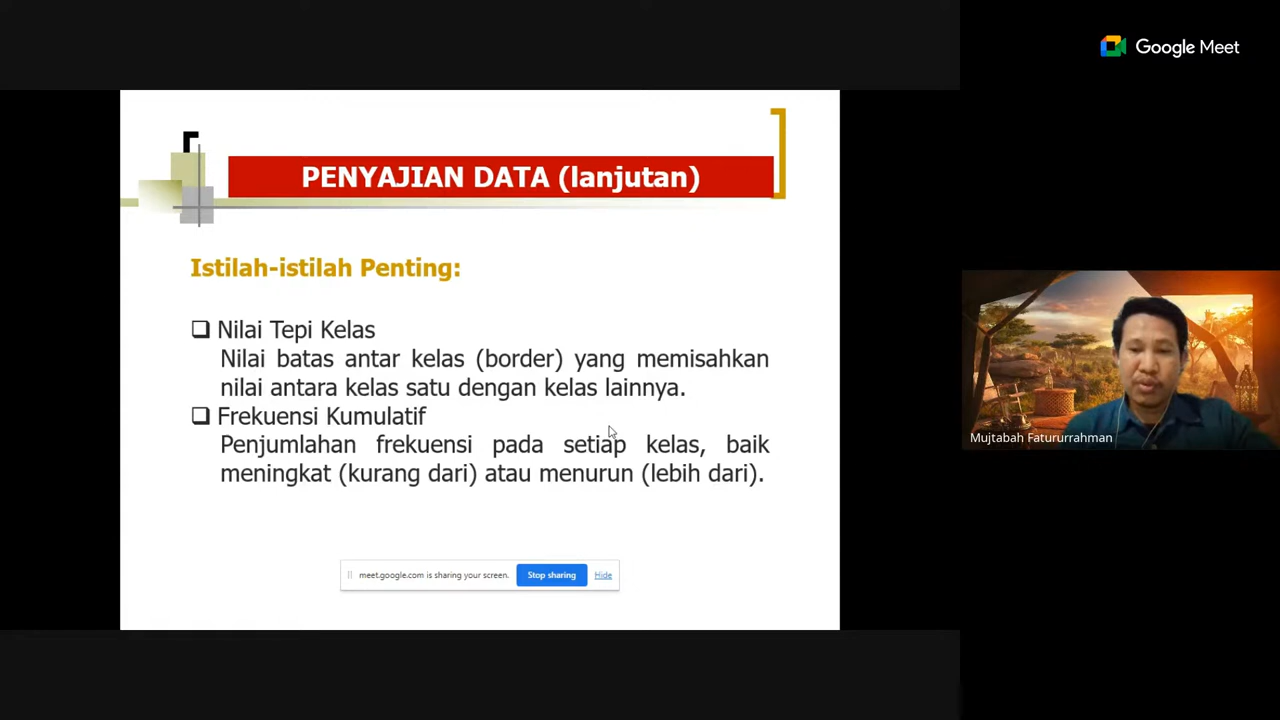 Google Meet
PENYAJIAN DATA (lanjutan)
Istilah-istilah Penting:
❑ Nilai Tepi Kelas
Nilai batas antar kelas (border) yang memisahkan
nilai antara kelas satu dengan kelas lainnya.
❑ Frekuensi Kumulatif
Penjumlahan frekuensi pada setiap kelas, baik
meningkat (kurang dari) atau menurun (lebih dari).
Mujtabah Fatururrahman
meet.google.com is sharing your screen. Stop sharing Hide